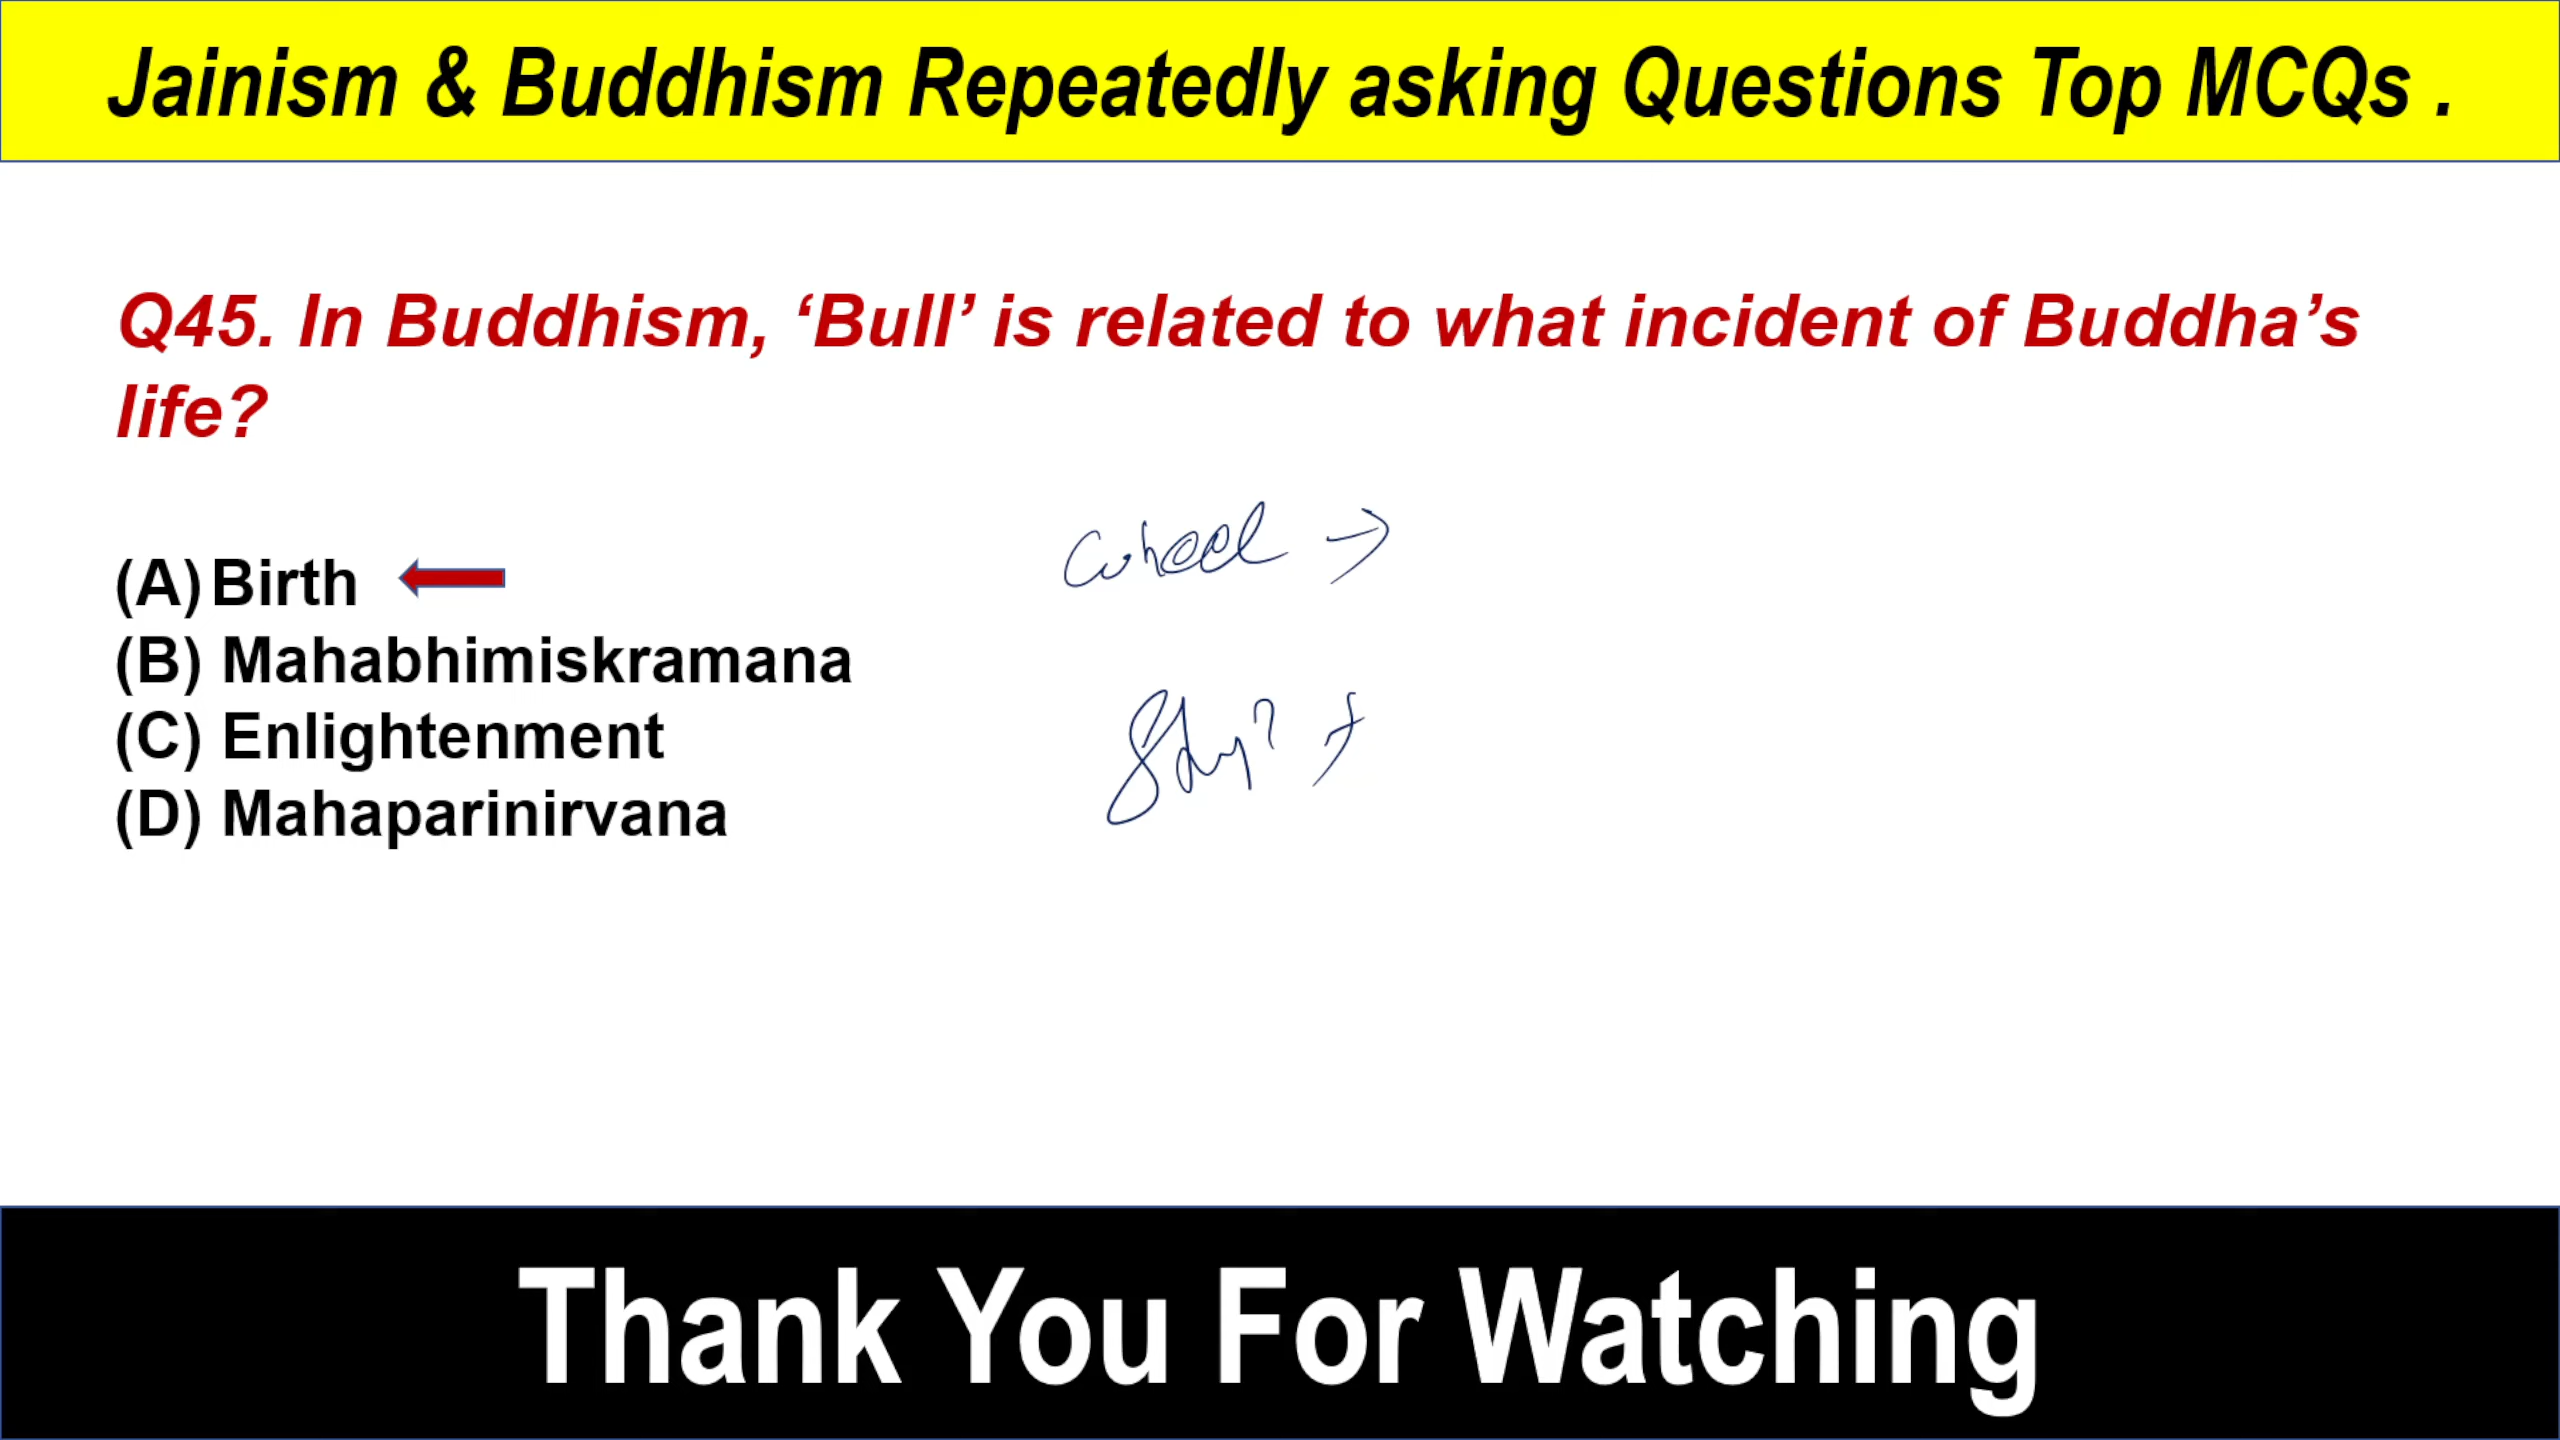 Jainism & Buddhism Repeatedly asking Questions Top MCQs .
Q45. In Buddhism, ‘Bull’ is related to what incident of Buddha’s
life?
(A) Birth
wheel →
(B) Mahabhimiskramana
(C) Enlightenment
(D) Mahaparinirvana
Thank You For Watching